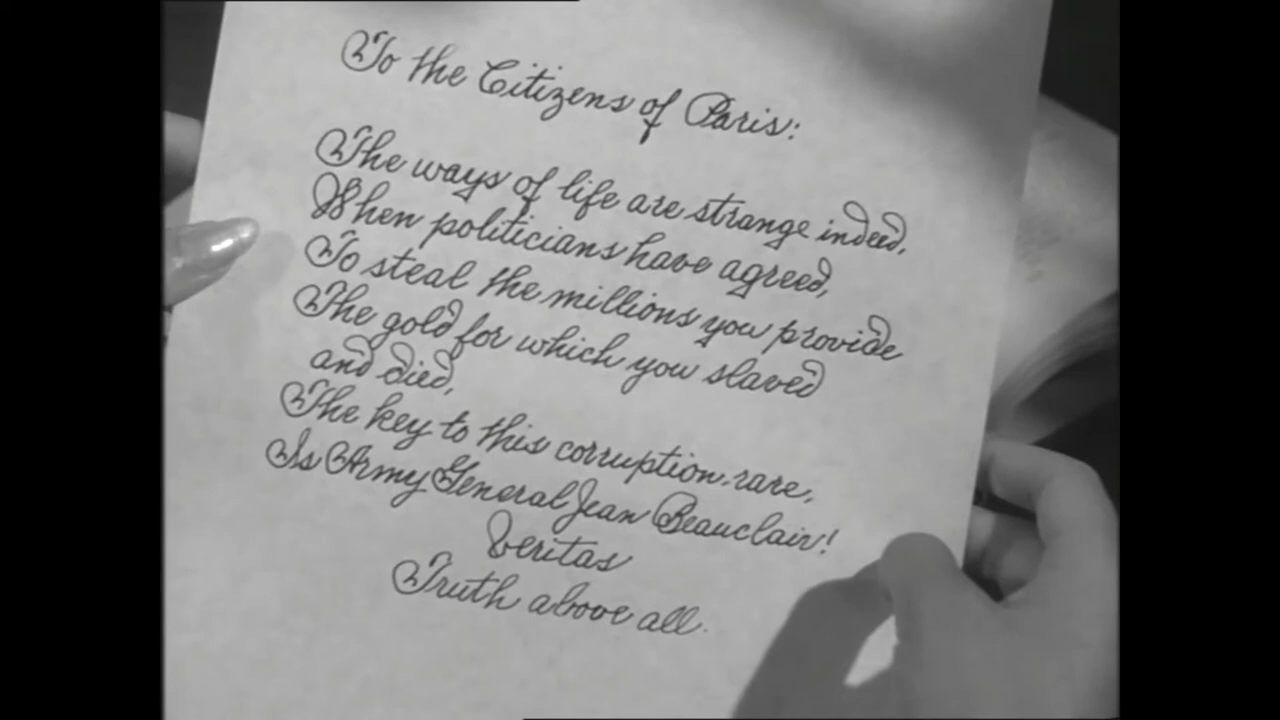 To the Citizens of Paris:
The ways of life are strange indeed,
When politicians have agreed,
To steal the millions you provide
The gold for which you slaved
and died,
The key to this corruption rare,
Is Army General Jean Beauclair!
Veritas
Truth above all.